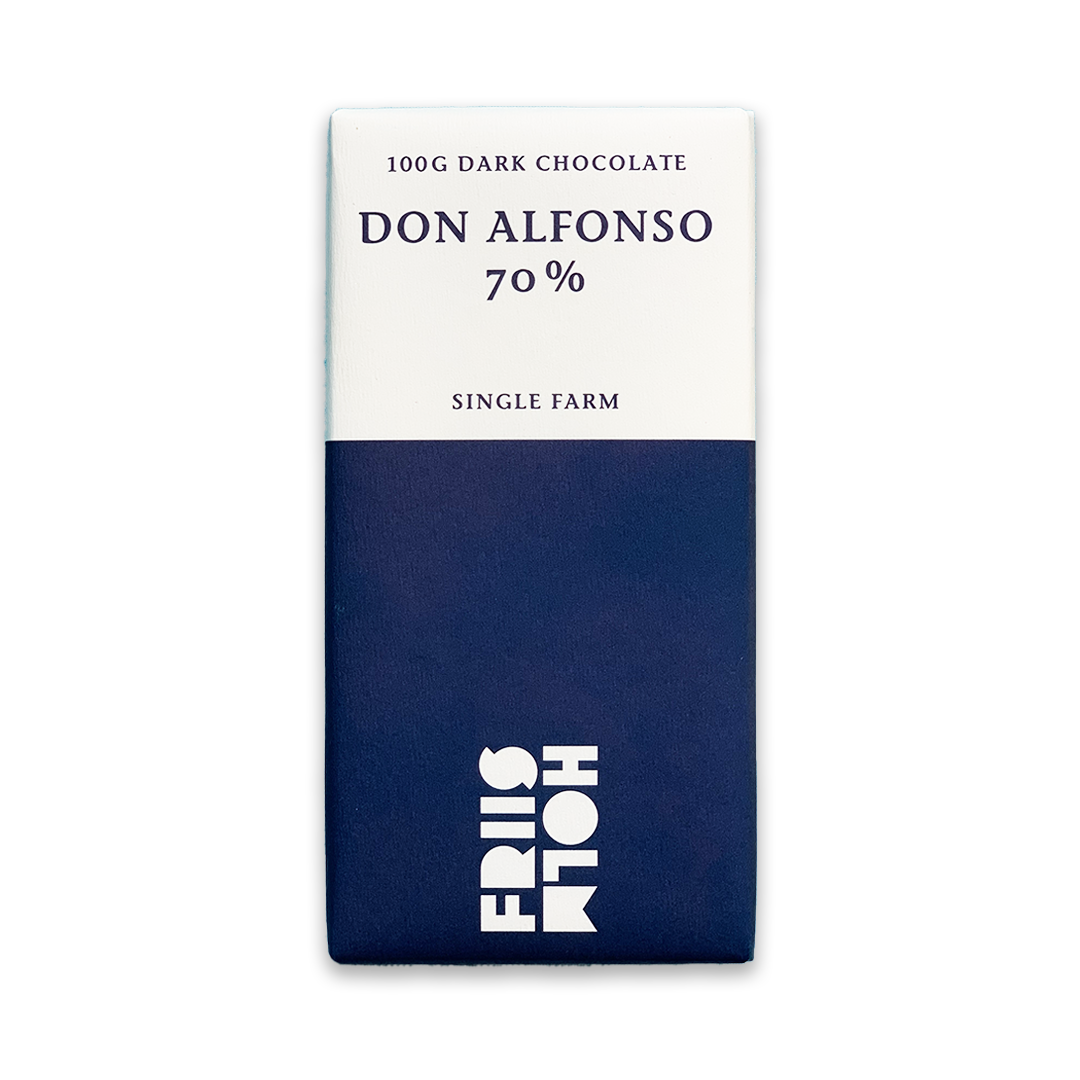 100G DARK CHOCOLATE
DON ALFONSO
70%
SINGLE FARM
FRIIS
HOLM